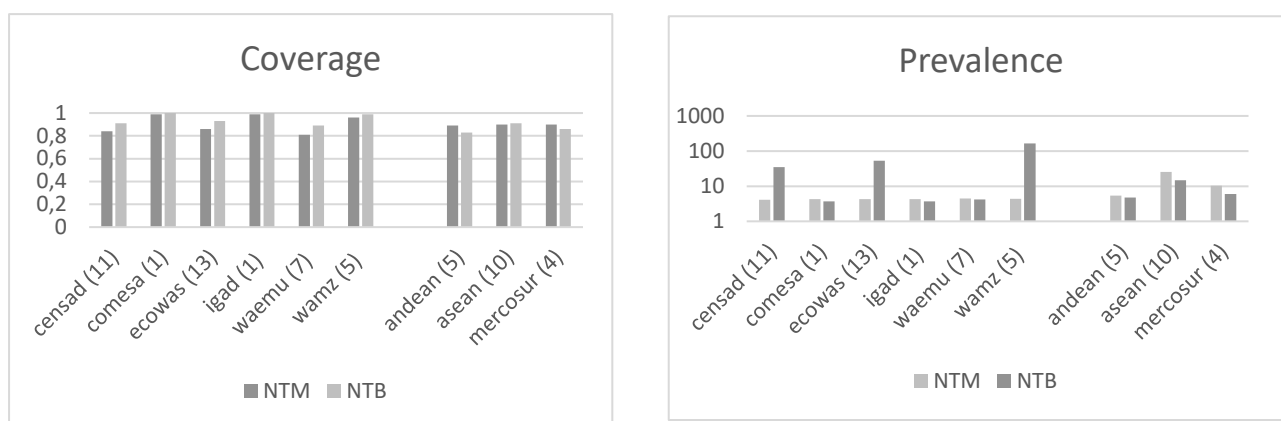 Coverage
1
0,8
0,6
0,4
0,2
0
censad (11)
comesa (1)
ecowas (13)
igad (1)
waemu (7)
wamz (5)
andean (5)
asean (10)
mercosur (4)
NTM NTB
Prevalence
1000
100
10
1
censad (11)
comesa (1)
ecowas (13)
igad (1)
waemu (7)
wamz (5)
andean (5)
asean (10)
mercosur (4)
NTM NTB